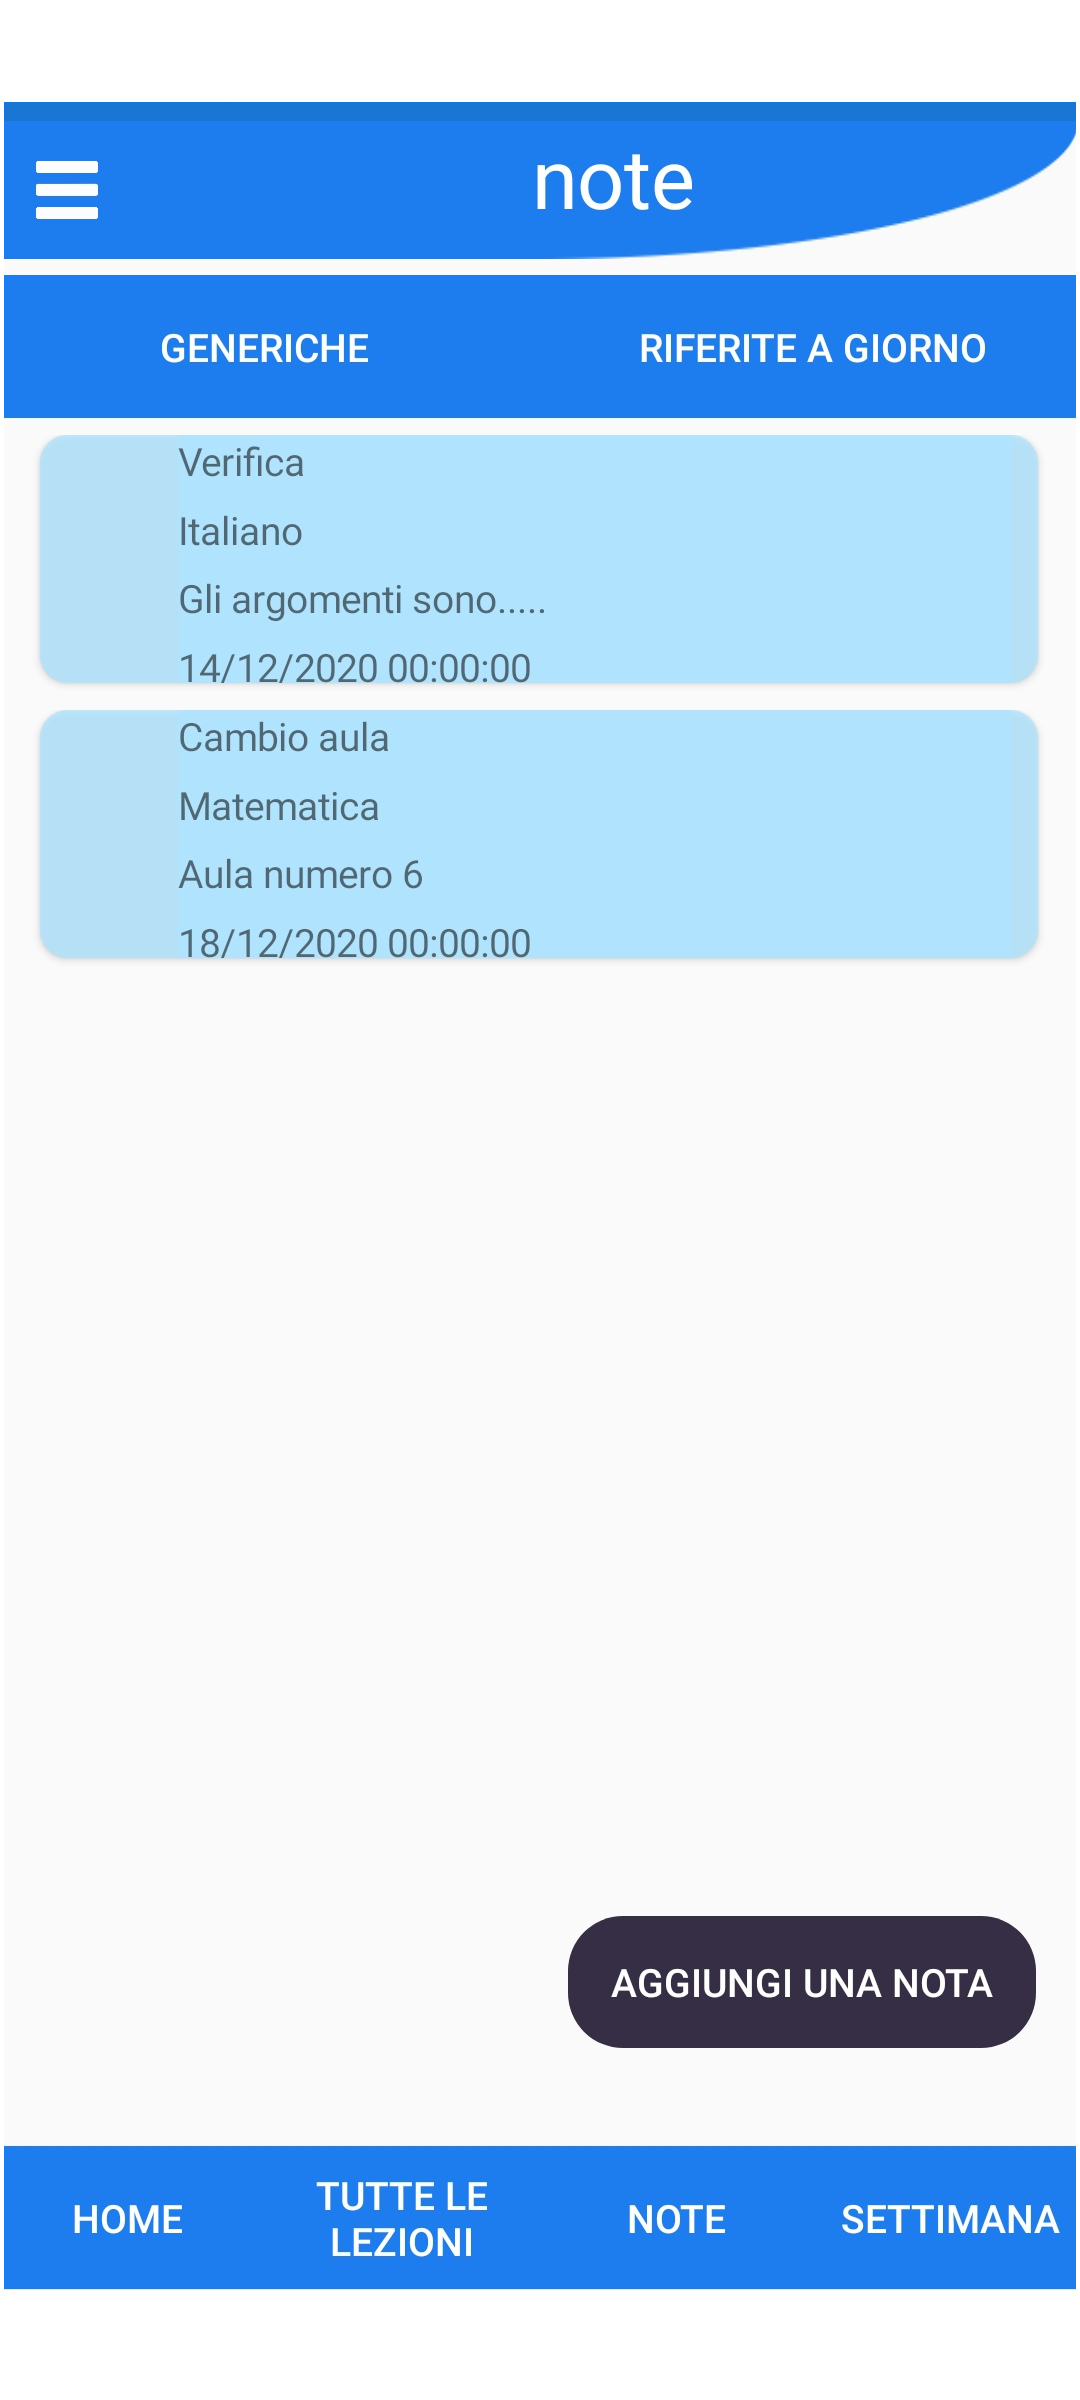 note
GENERICHE
RIFERITE A GIORNO
Verifica
Italiano
Gli argomenti sono.....
14/12/2020 00:00:00
Cambio aula
Matematica
Aula numero 6
18/12/2020 00:00:00
AGGIUNGI UNA NOTA
HOME
TUTTE LE
LEZIONI
NOTE
SETTIMANA